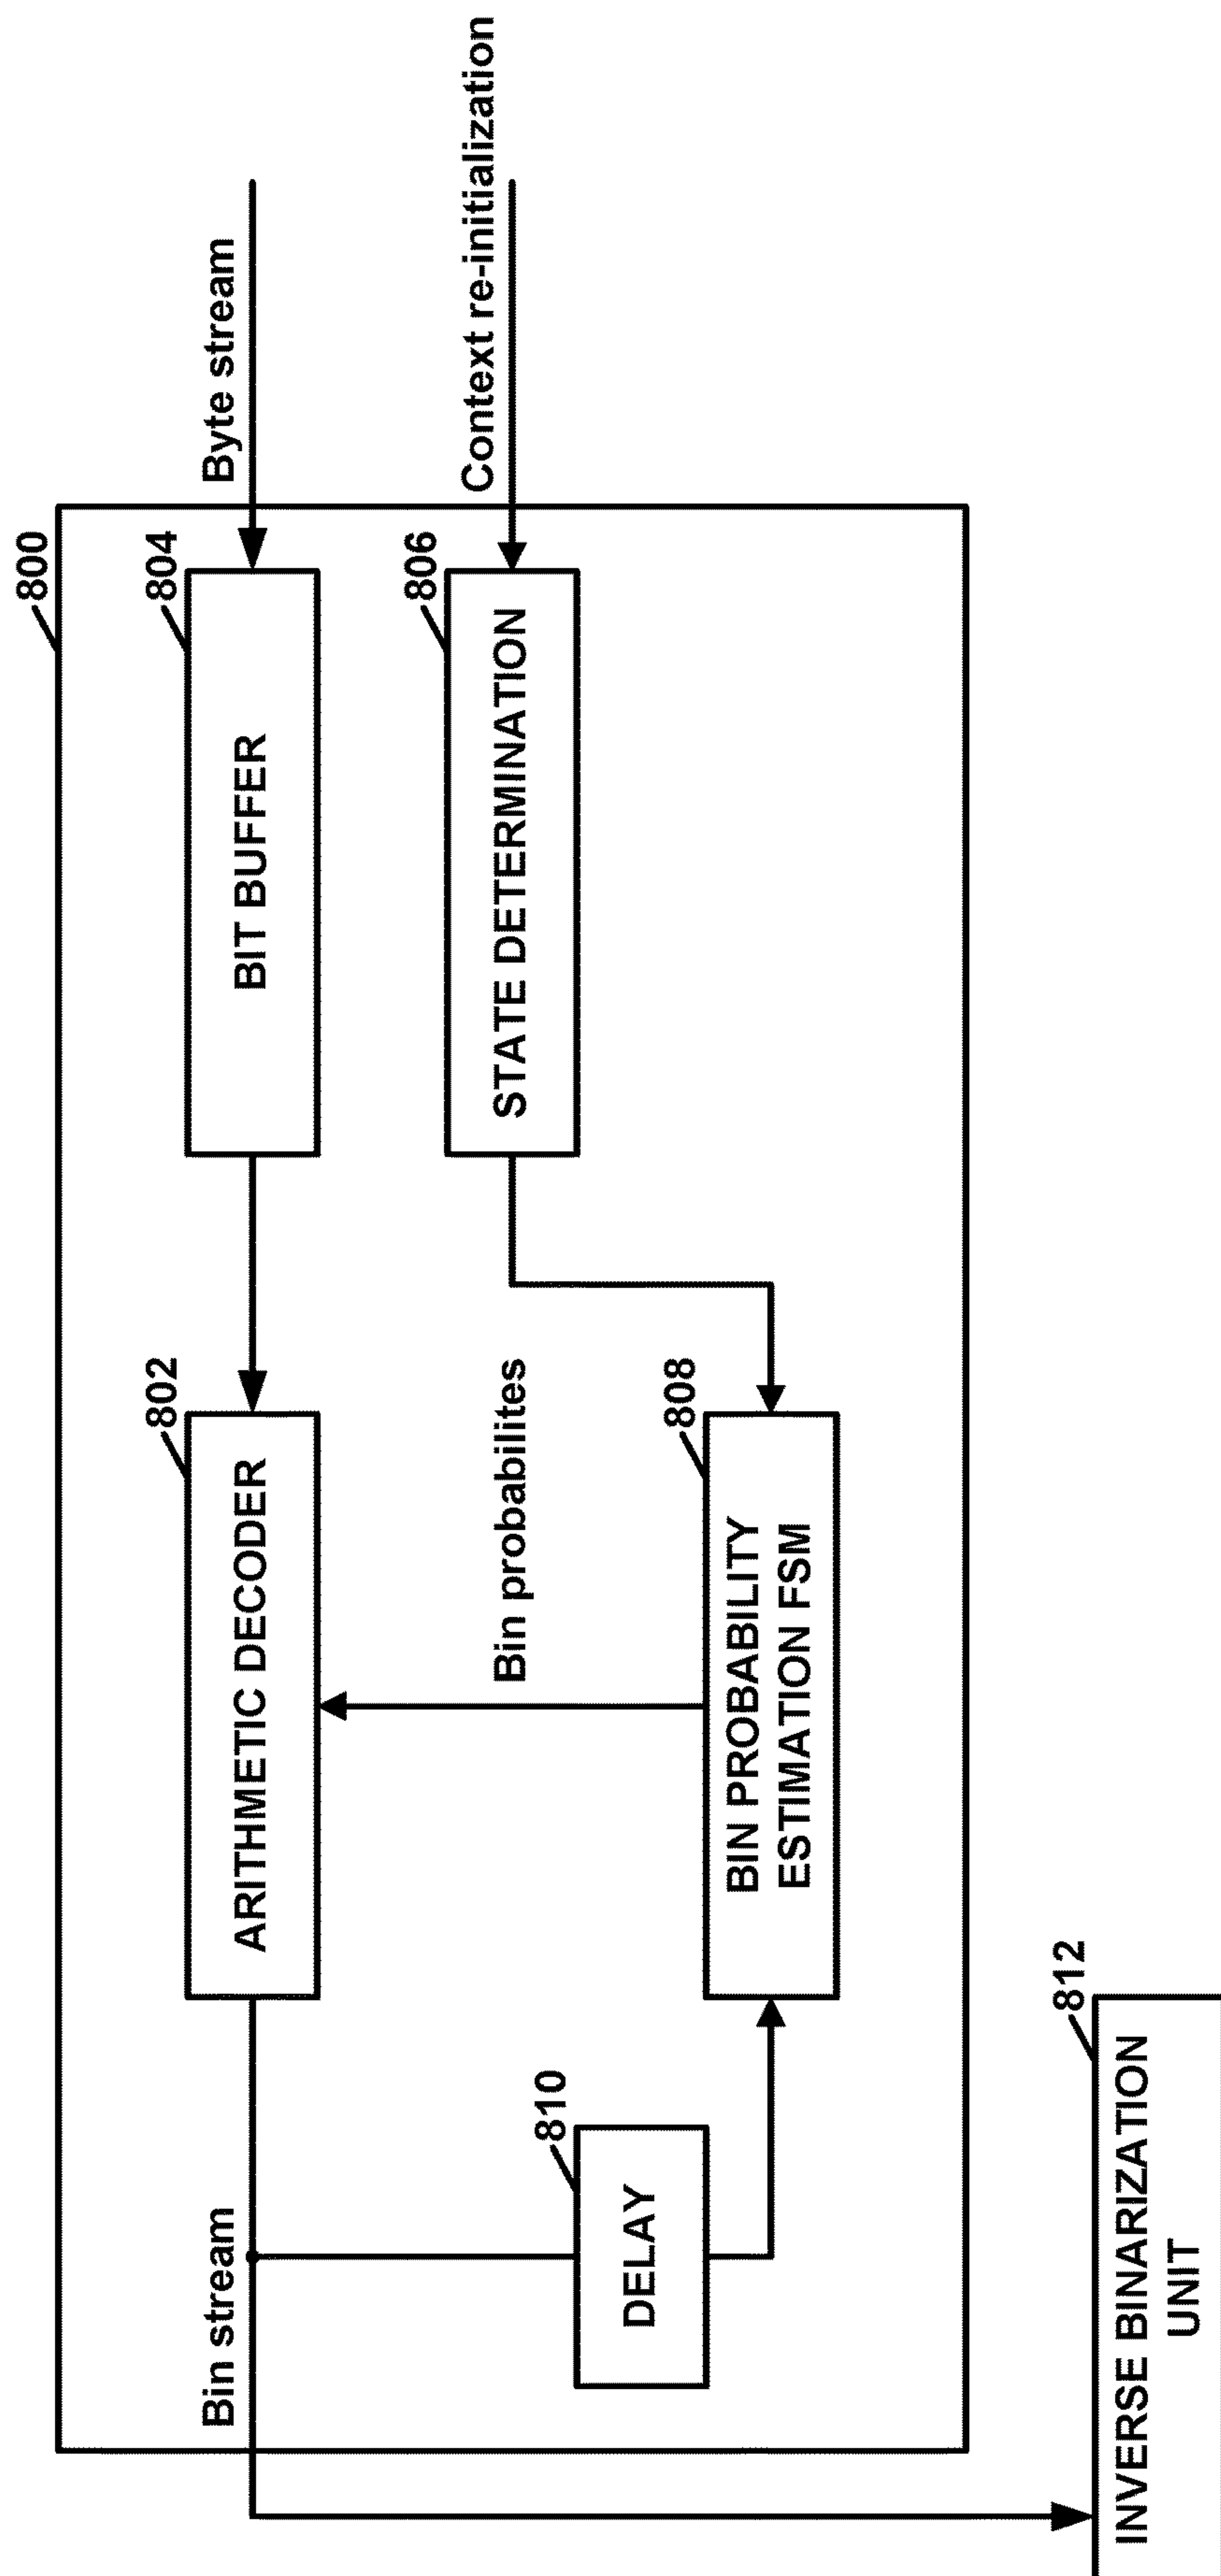 800
Bin stream
802
804
Byte stream
ARITHMETIC DECODER
BIT BUFFER
810
Bin probabilites
806
Context re-initialization
DELAY
STATE DETERMINATION
808
BIN PROBABILITY
ESTIMATION FSM
812
INVERSE BINARIZATION
UNIT